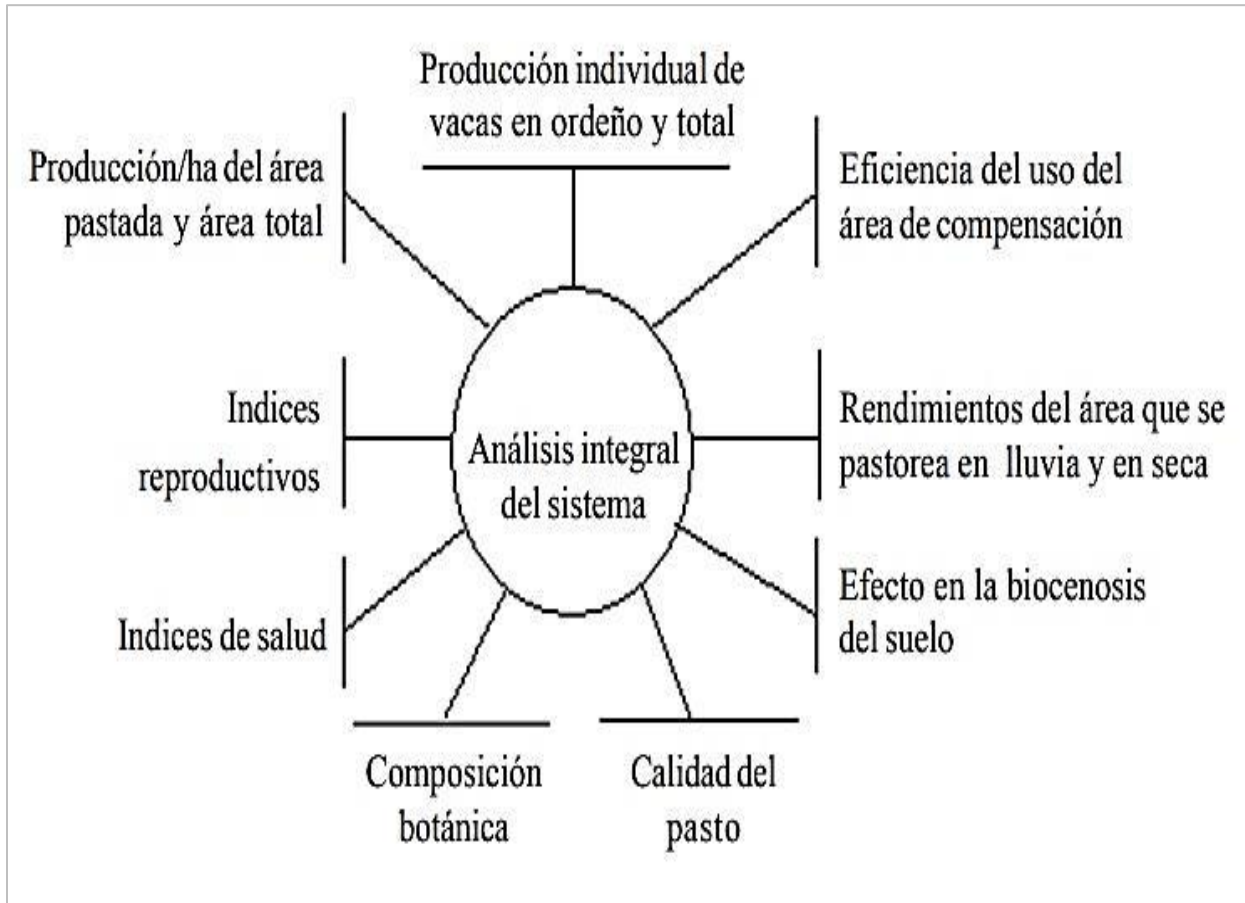 Producción individual de
vacas en ordeño y total
Producción/ha del área
pastada y área total
Eficiencia del uso del
área de compensación
Indices
reproductivos
Análisis integral
del sistema
Rendimientos del área que se
pastorea en lluvia y en seca
Indices de salud
Efecto en la biocenosis
del suelo
Composición
botánica
Calidad del
pasto